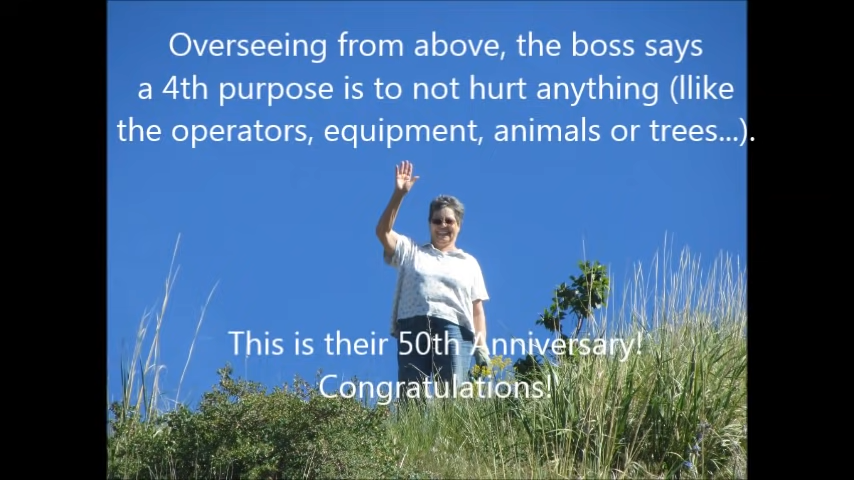 Overseeing from above, the boss says
a 4th purpose is to not hurt anything (llike
the operators, equipment, animals or trees...).
This is their 50th Anniversary!
Congratulations!